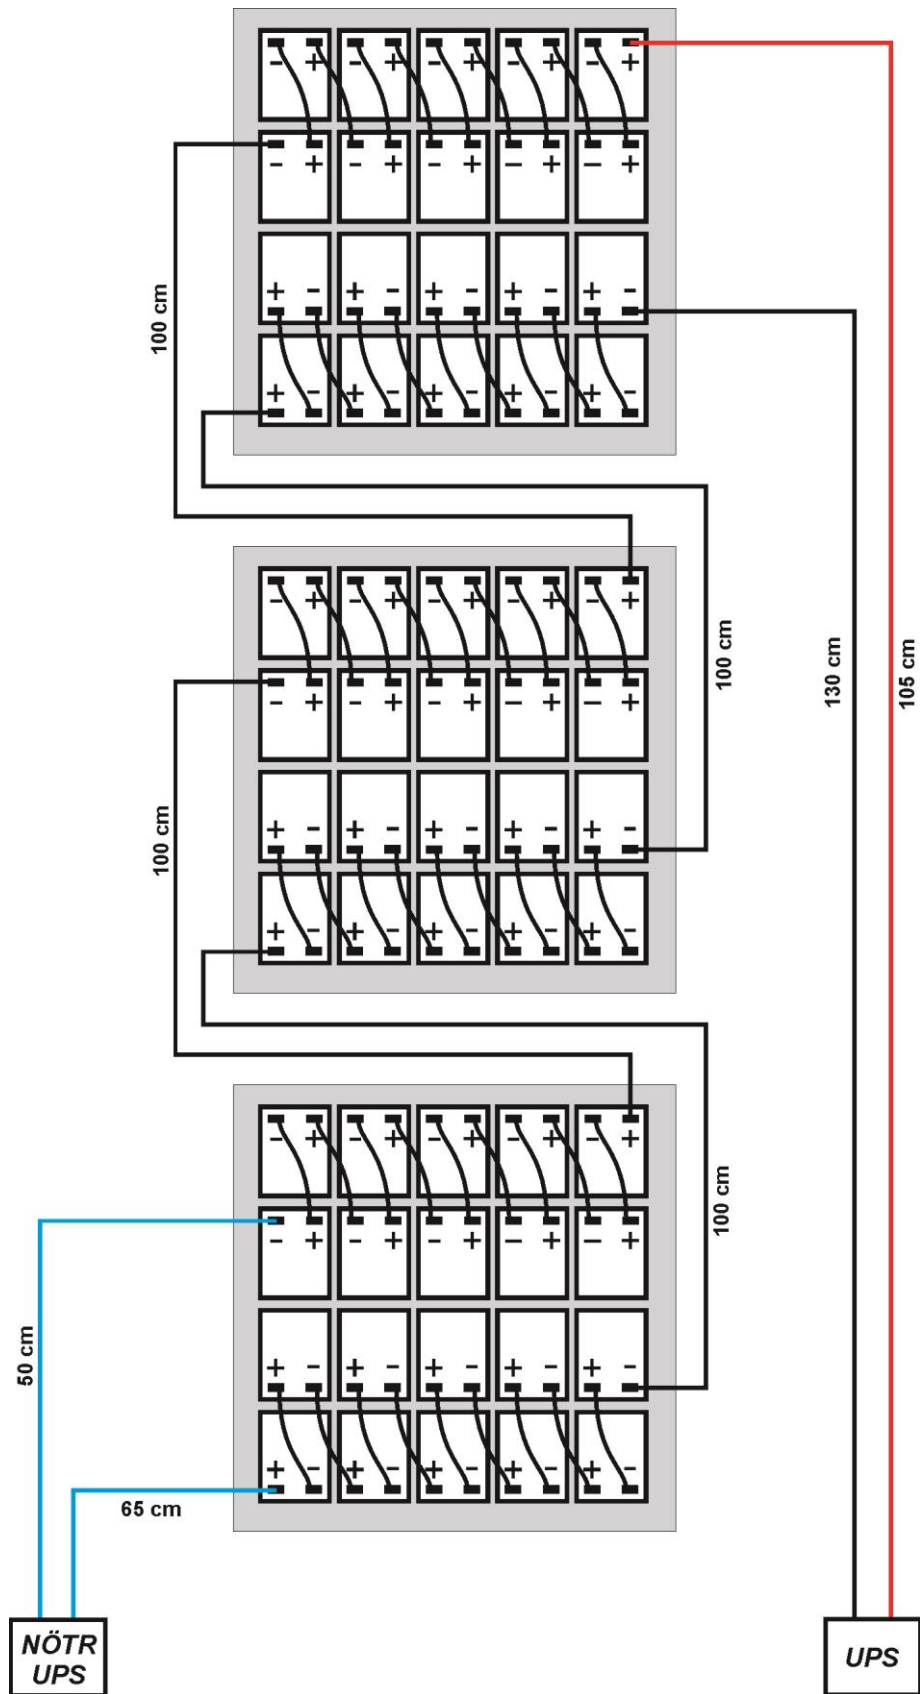 - + - + - + - + - +
- + - + - + - + - +
100 cm
+ - + - + - + - + -
+ - + - + - + - + -
- + - + - + - + - +
100 cm
130 cm
105 cm
- + - + - + - + - +
100 cm
+ - + - + - + - + -
+ - + - + - + - + -
- + - + - + - + - +
100 cm
- + - + - + - + - +
50 cm
+ - + - + - + - + -
+ - + - + - + - + -
65 cm
NÖTR
UPS
UPS